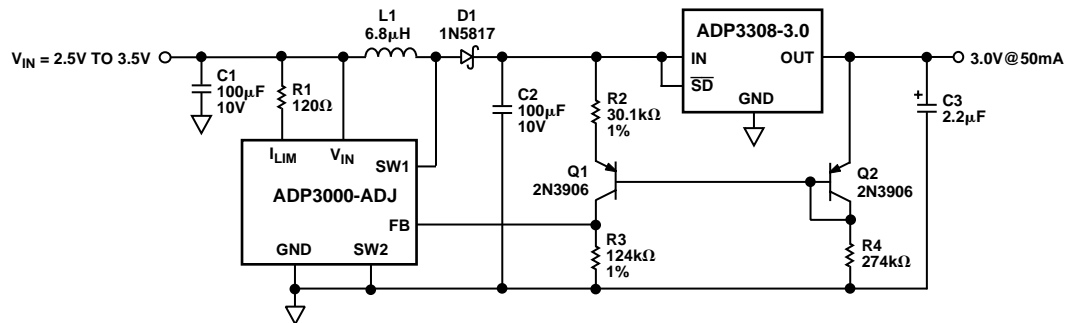 V_IN = 2.5V TO 3.5V
C1
100µF
10V
R1
120Ω
L1
6.8µH
D1
1N5817
I_LIM
V_IN
SW1
ADP3000-ADJ
FB
GND
SW2
C2
100µF
10V
R2
30.1kΩ
1%
Q1
2N3906
R3
124kΩ
1%
ADP3308-3.0
IN
OUT
S̅D̅
GND
Q2
2N3906
R4
274kΩ
3.0V@50mA
+
C3
2.2µF